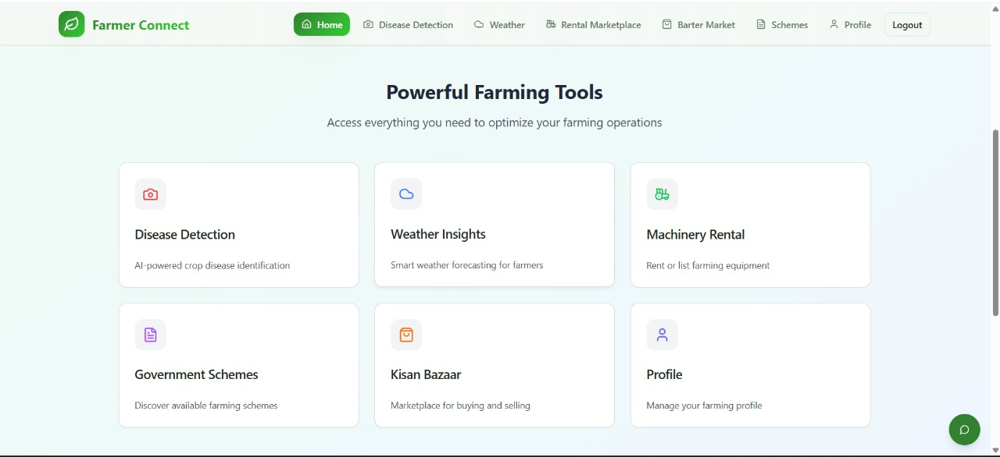 Farmer Connect
Home
Disease Detection
Weather
Rental Marketplace
Barter Market
Schemes
Profile
Logout
Powerful Farming Tools
Access everything you need to optimize your farming operations
Disease Detection
AI-powered crop disease identification
Weather Insights
Smart weather forecasting for farmers
Machinery Rental
Rent or list farming equipment
Government Schemes
Discover available farming schemes
Kisan Bazaar
Marketplace for buying and selling
Profile
Manage your farming profile